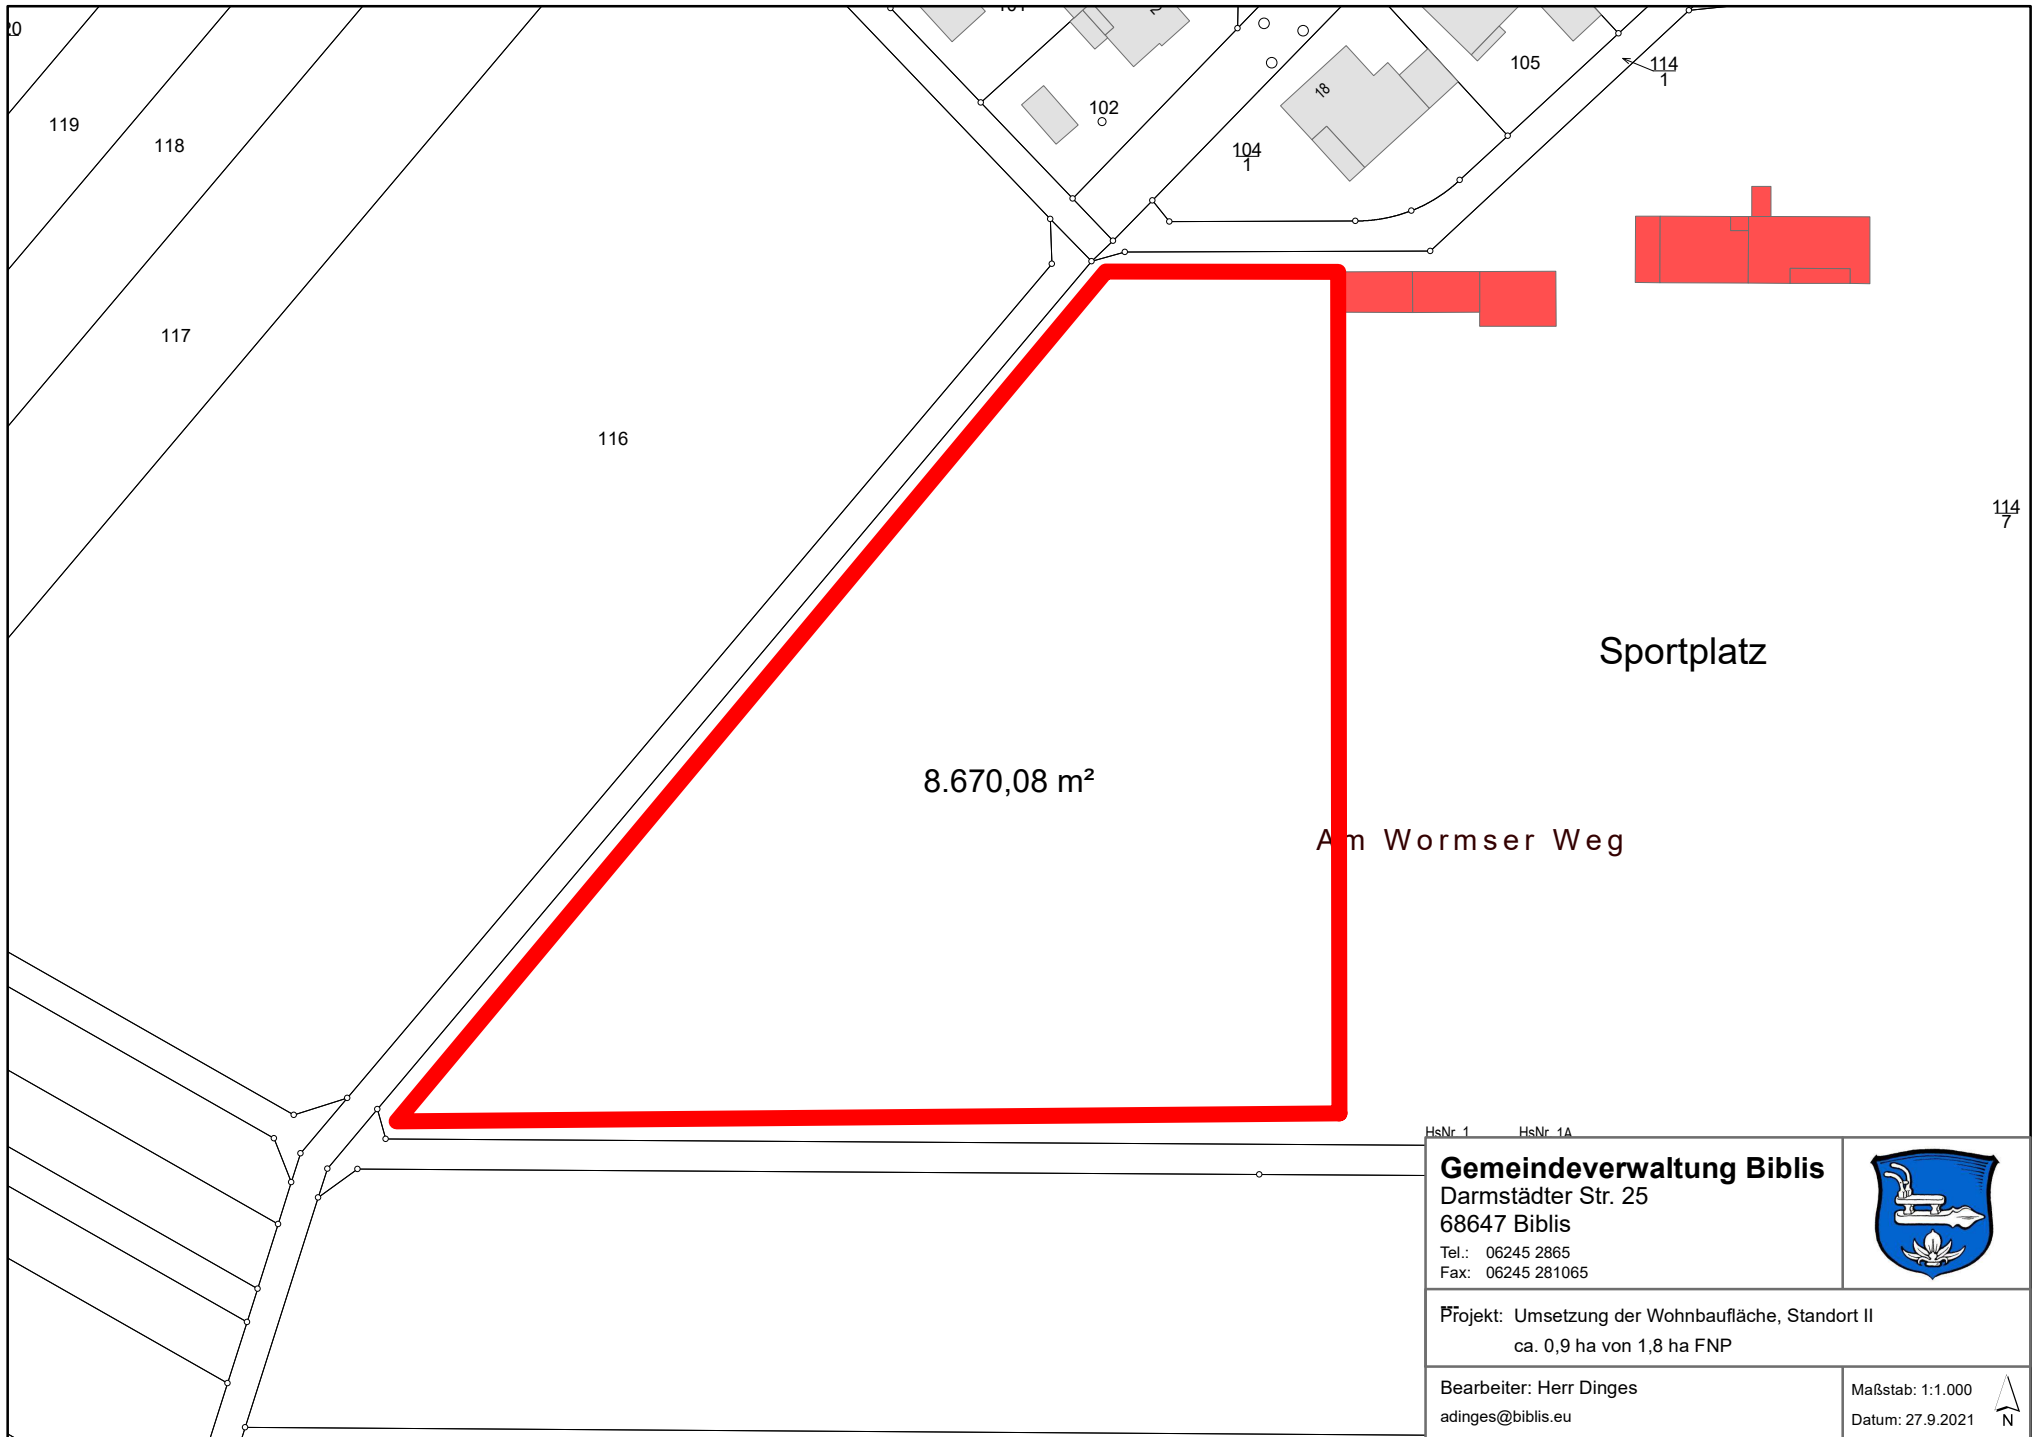 119
118
117
116
102
18
104
1
105
114
1
114
7
Sportplatz
8.670,08 m²
Am Wormser Weg
HsNr. 1
HsNr. 1A
Gemeindeverwaltung Biblis
Darmstädter Str. 25
68647 Biblis
Tel.: 06245 2865
Fax: 06245 281065
Projekt: Umsetzung der Wohnbaufläche, Standort II
ca. 0,9 ha von 1,8 ha FNP
Bearbeiter: Herr Dinges
adinges@biblis.eu
Maßstab: 1:1.000
Datum: 27.9.2021
N